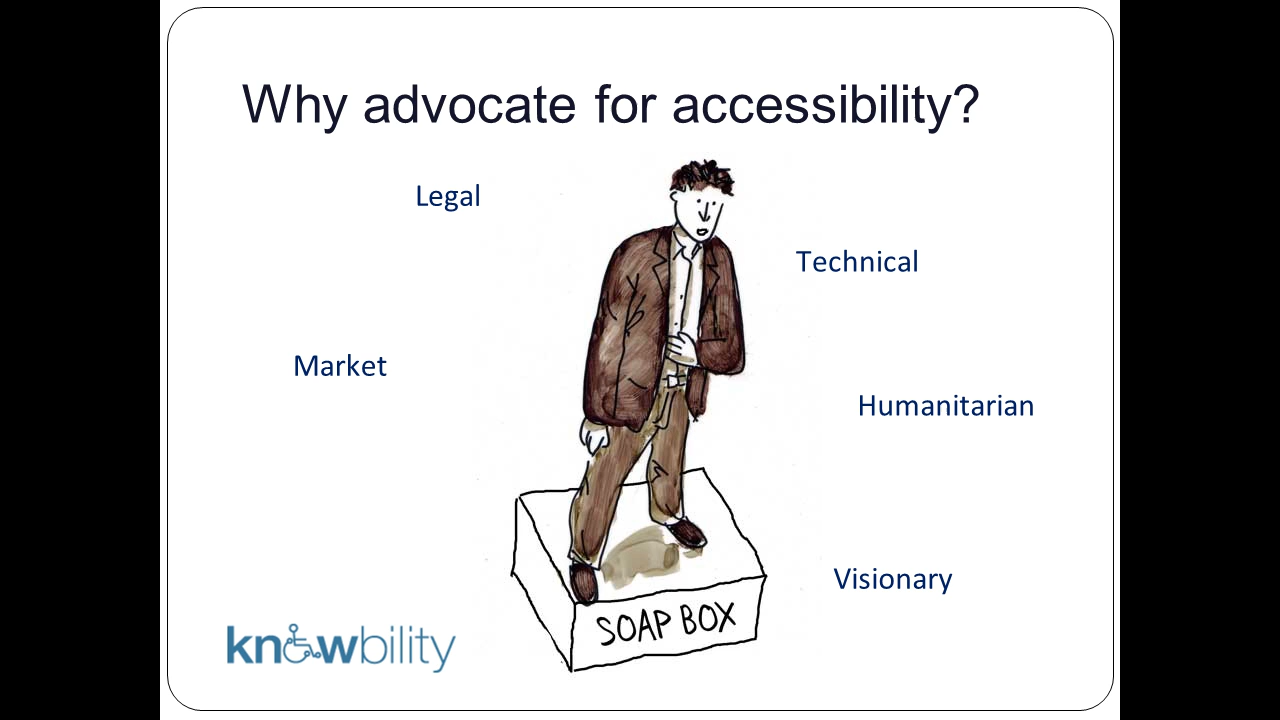 Why advocate for accessibility?
Legal
Technical
Market
Humanitarian
Visionary
SOAP BOX
knowbility